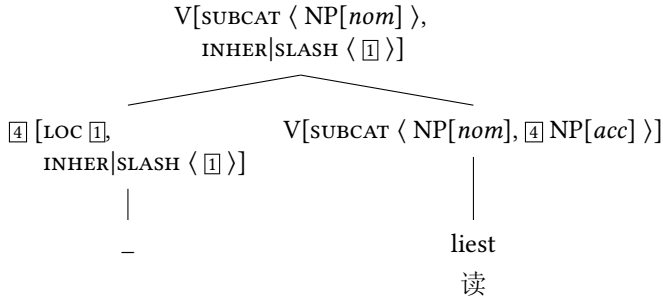 V[SUBCAT ⟨ NP[nom] ⟩,
INHER|SLASH ⟨ 1 ⟩]
4 [LOC 1, V[SUBCAT ⟨ NP[nom], 4 NP[acc] ⟩]
INHER|SLASH ⟨ 1 ⟩]
_ liest
读